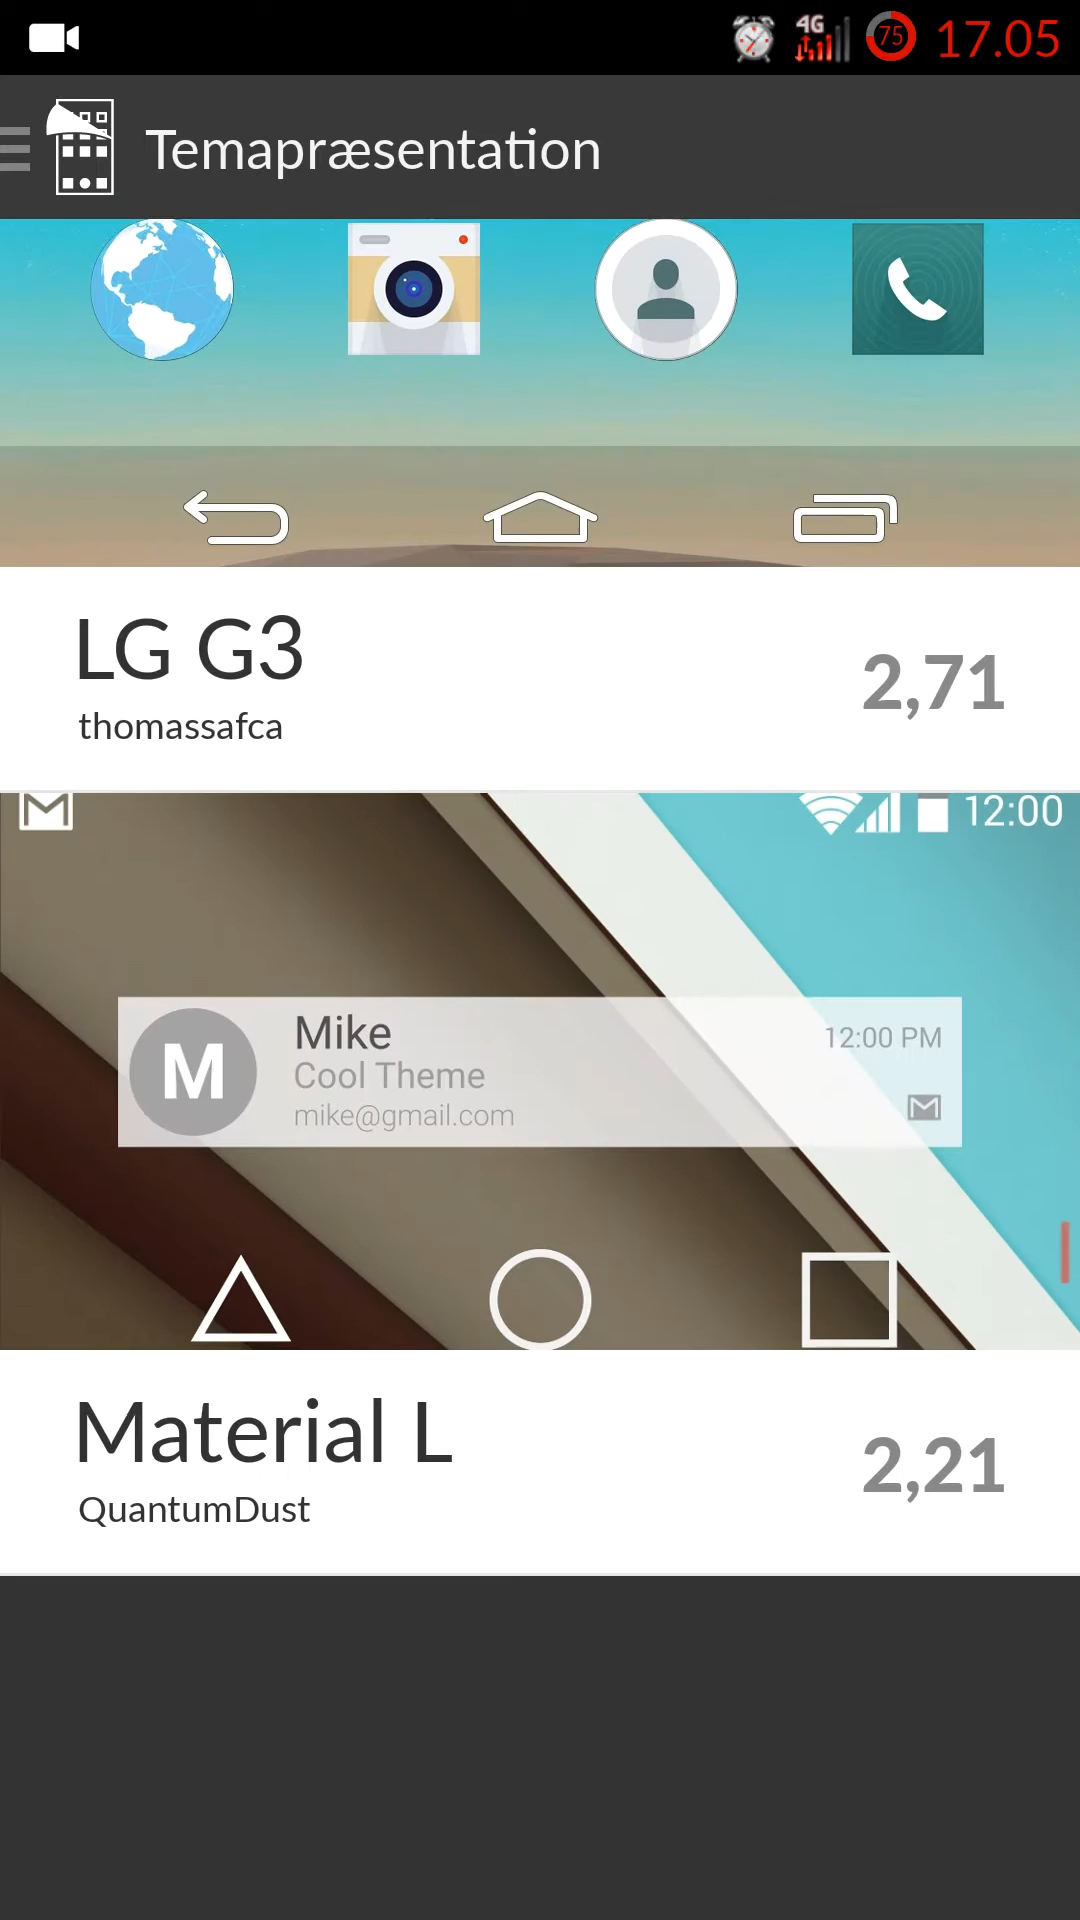 4G 75 17.05
Temapræsentation
LG G3
2,71
thomassafca
12:00
Mike
12:00 PM
M
Cool Theme
mike@gmail.com
Material L
2,21
QuantumDust